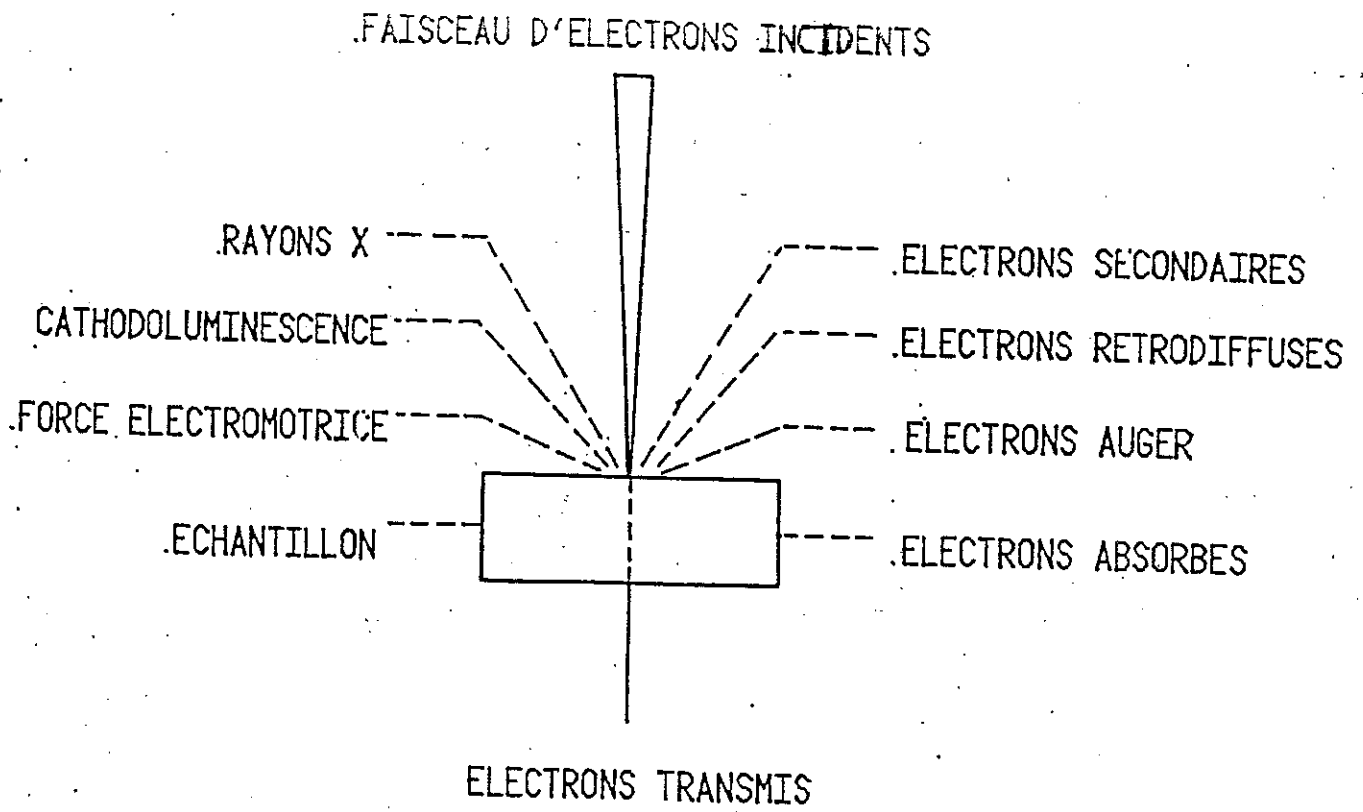 .FAISCEAU D'ELECTRONS INCIDENTS
.RAYONS X
.ELECTRONS SECONDAIRES
CATHODOLUMINESCENCE
.ELECTRONS RETRODIFFUSES
.FORCE ELECTROMOTRICE
.ELECTRONS AUGER
.ECHANTILLON
.ELECTRONS ABSORBES
ELECTRONS TRANSMIS